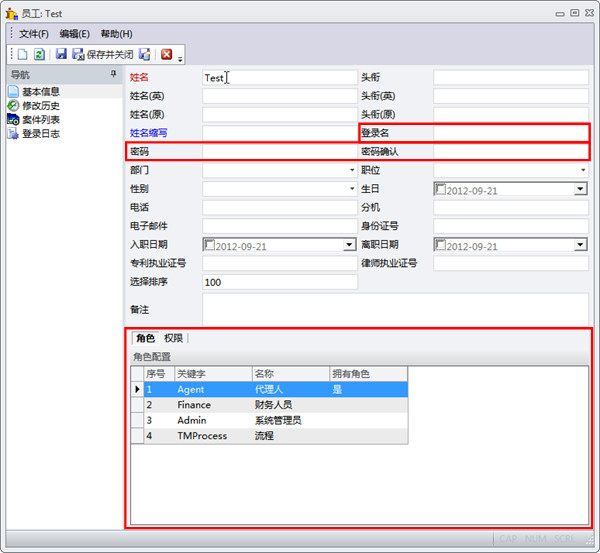 员工: Test
文件(F) 编辑(E) 帮助(H)
保存并关闭
导航
基本信息
修改历史
案件列表
登录日志
姓名 Test 头衔
姓名(英) 头衔(英)
姓名(原) 头衔(原)
姓名缩写 登录名
密码 密码确认
部门 职位
性别 生日 2012-09-21
电话 分机
电子邮件 身份证号
入职日期 2012-09-21 离职日期 2012-09-21
专利执业证号 律师执业证号
选择排序 100
备注
角色 权限
角色配置
序号 关键字 名称 拥有角色
1 Agent 代理人 是
2 Finance 财务人员
3 Admin 系统管理员
4 TMProcess 流程
CAP NUM SCRL